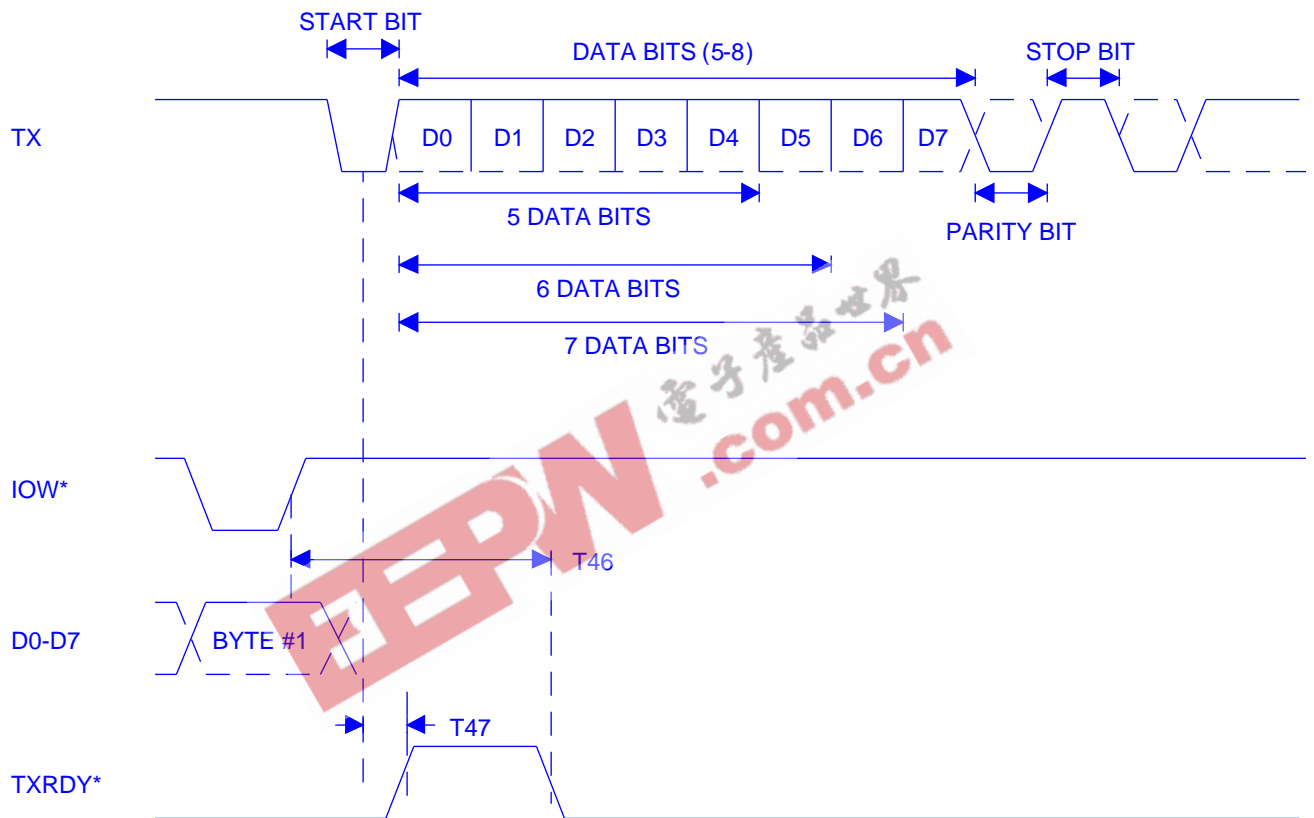 START BIT
DATA BITS (5-8)
STOP BIT
TX
D0 D1 D2 D3 D4 D5 D6 D7
5 DATA BITS
PARITY BIT
6 DATA BITS
7 DATA BITS
電子產品世界
.com.cn
EEPW
IOW*
T46
D0-D7
BYTE #1
T47
TXRDY*